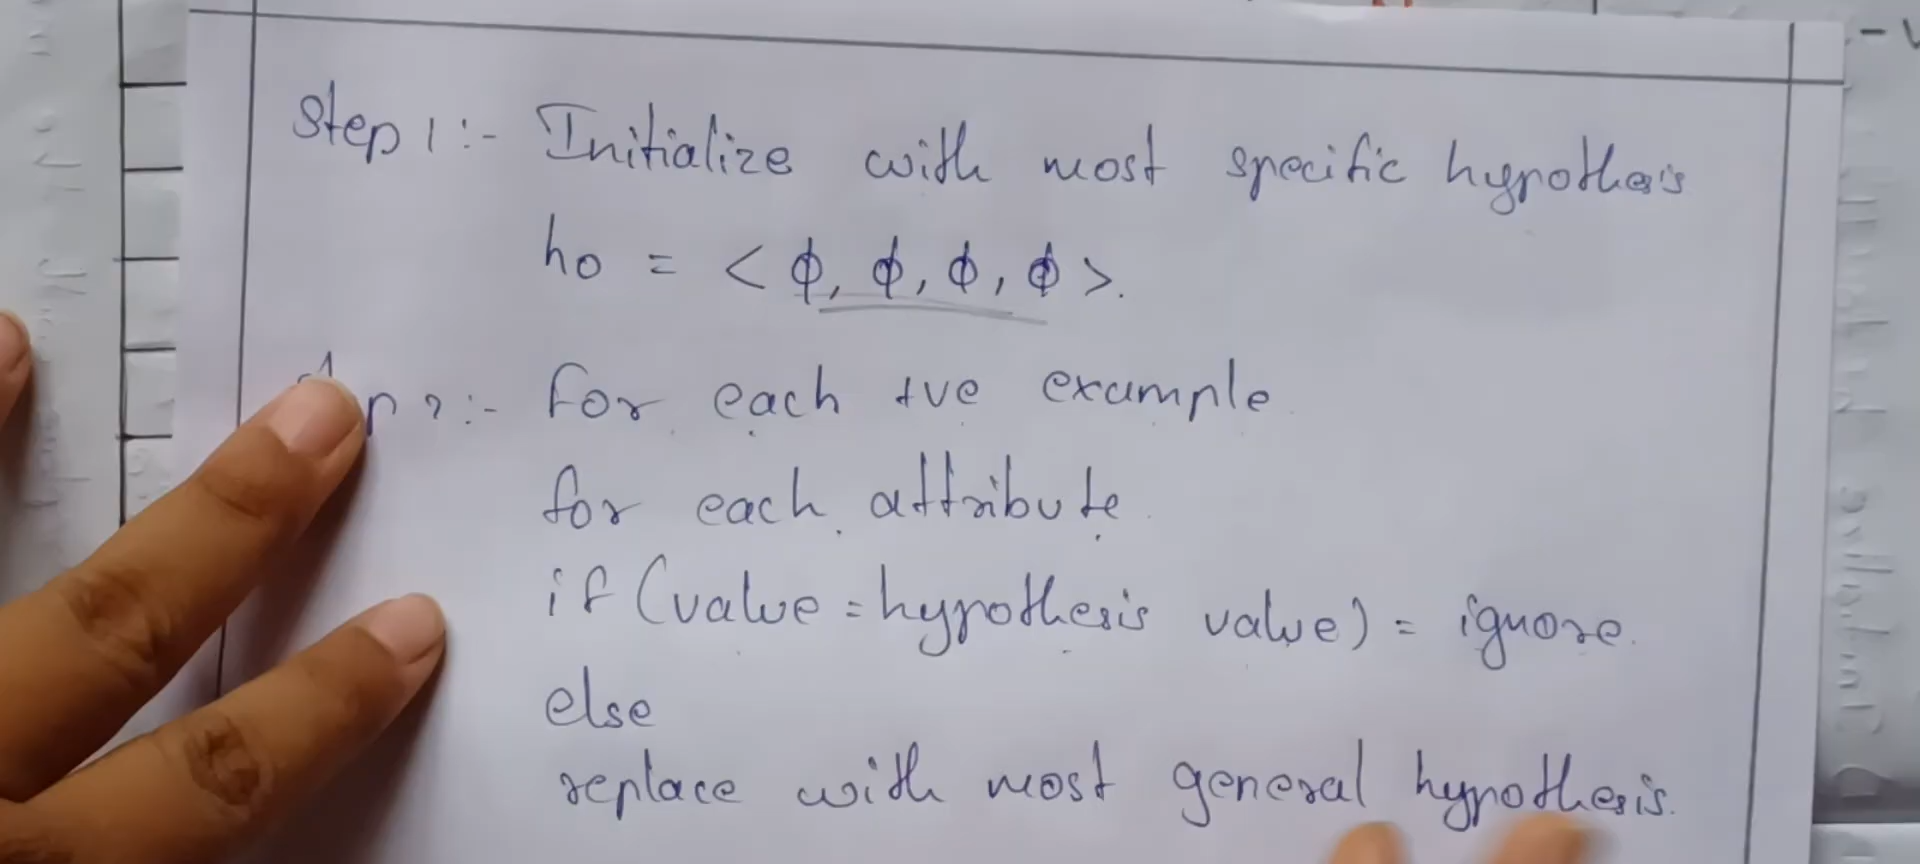 Step 1 :- Initialize with most specific hypothesis
h0 = < ϕ, ϕ, ϕ, ϕ >.
2 :- For each +ve example
for each attribute
if (value = hypothesis value) = ignore.
else
replace with most general hypothesis.